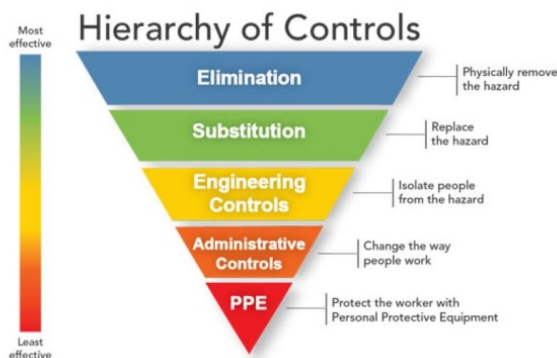 Hierarchy of Controls
Most
effective
Elimination
Physically remove
the hazard
Substitution
Replace
the hazard
Engineering
Controls
Isolate people
from the hazard
Administrative
Controls
Change the way
people work
PPE
Protect the worker with
Personal Protective Equipment
Least
effective